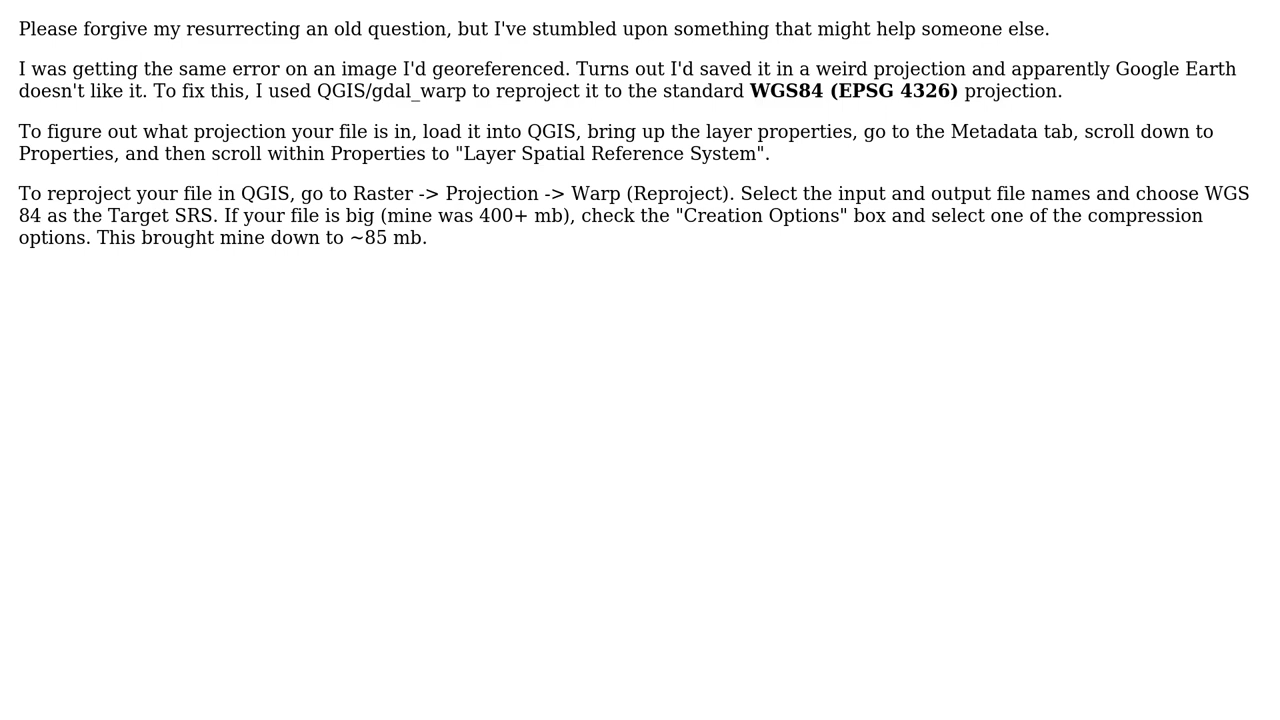 Please forgive my resurrecting an old question, but I've stumbled upon something that might help someone else.
I was getting the same error on an image I'd georeferenced. Turns out I'd saved it in a weird projection and apparently Google Earth
doesn't like it. To fix this, I used QGIS/gdal_warp to reproject it to the standard WGS84 (EPSG 4326) projection.
To figure out what projection your file is in, load it into QGIS, bring up the layer properties, go to the Metadata tab, scroll down to
Properties, and then scroll within Properties to "Layer Spatial Reference System".
To reproject your file in QGIS, go to Raster -> Projection -> Warp (Reproject). Select the input and output file names and choose WGS
84 as the Target SRS. If your file is big (mine was 400+ mb), check the "Creation Options" box and select one of the compression
options. This brought mine down to ~85 mb.